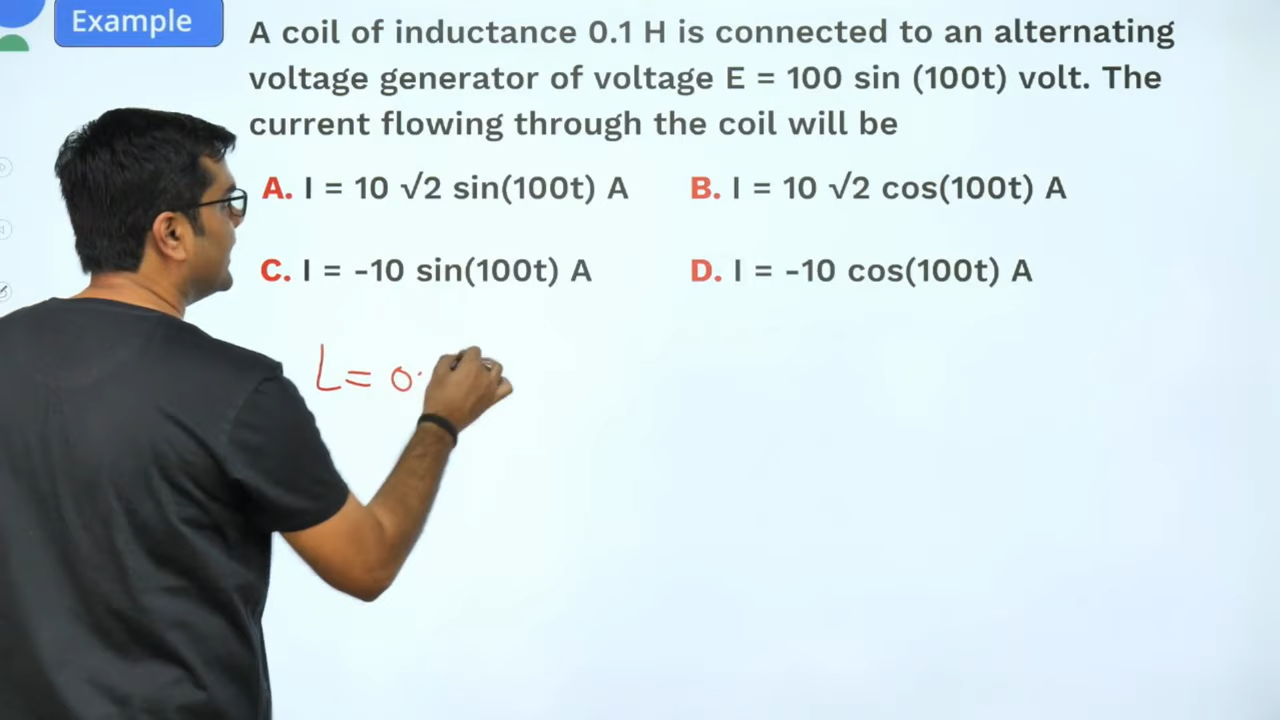 Example
A coil of inductance 0.1 H is connected to an alternating
voltage generator of voltage E = 100 sin (100t) volt. The
current flowing through the coil will be
A. I = 10 √2 sin(100t) A
B. I = 10 √2 cos(100t) A
C. I = -10 sin(100t) A
D. I = -10 cos(100t) A
L = 0.